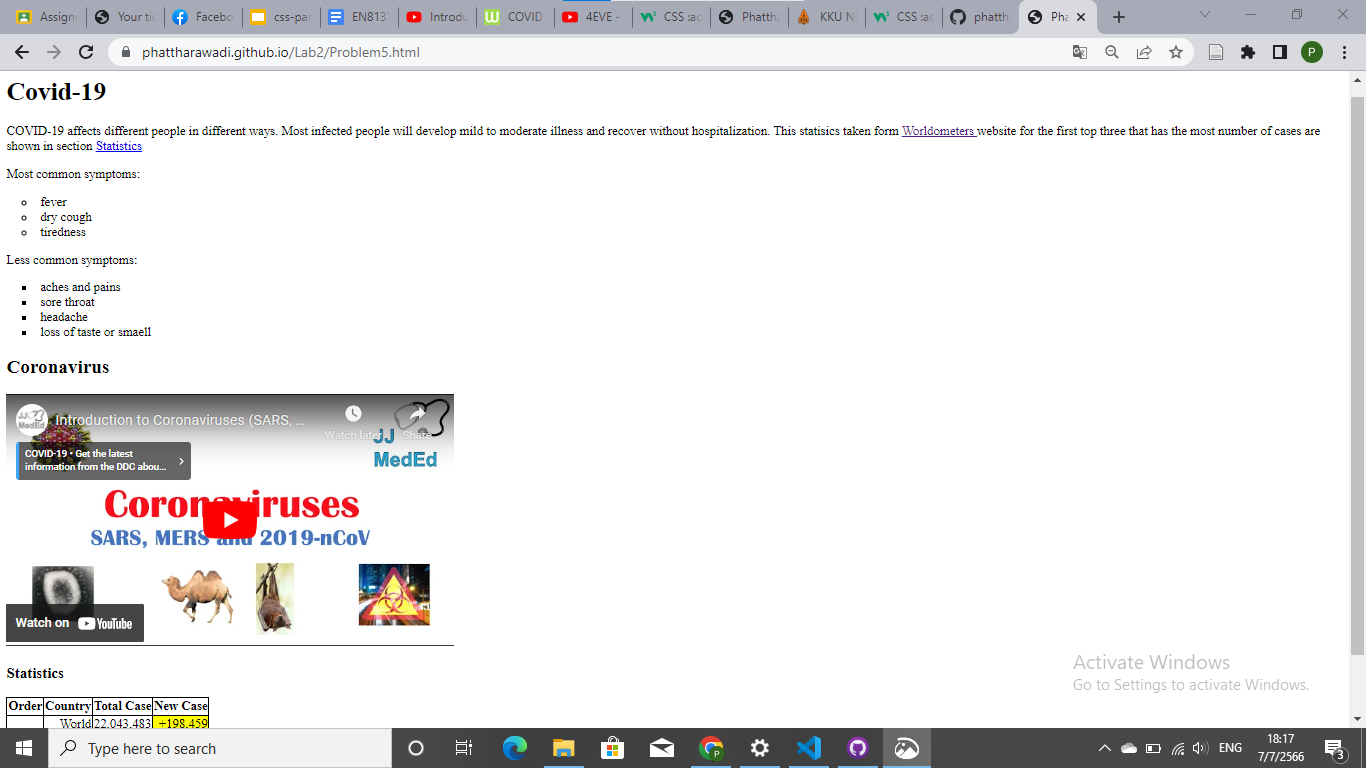 Assignm
Your tic
Facebo
css-par
EN813
Introdu
COVID
4EVE -
CSS :ac
Phatth
KKU N
CSS :ac
phatth
Pha
phattharawadi.github.io/Lab2/Problem5.html
P
Covid-19
COVID-19 affects different people in different ways. Most infected people will develop mild to moderate illness and recover without hospitalization. This statisics taken form Worldometers website for the first top three that has the most number of cases are
shown in section Statistics
Most common symptoms:
fever
dry cough
tiredness
Less common symptoms:
aches and pains
sore throat
headache
loss of taste or smaell
Coronavirus
JJ MedEd
Introduction to Coronaviruses (SARS, ...
Watch later
Share
JJ
MedEd
COVID-19 • Get the latest
information from the DDC abou...
Coronaviruses
SARS, MERS and 2019-nCoV
Watch on YouTube
Statistics
Order Country Total Case New Case
World 22,043,483 +198,459
Activate Windows
Go to Settings to activate Windows.
Type here to search
ENG
18:17
7/7/2566
3